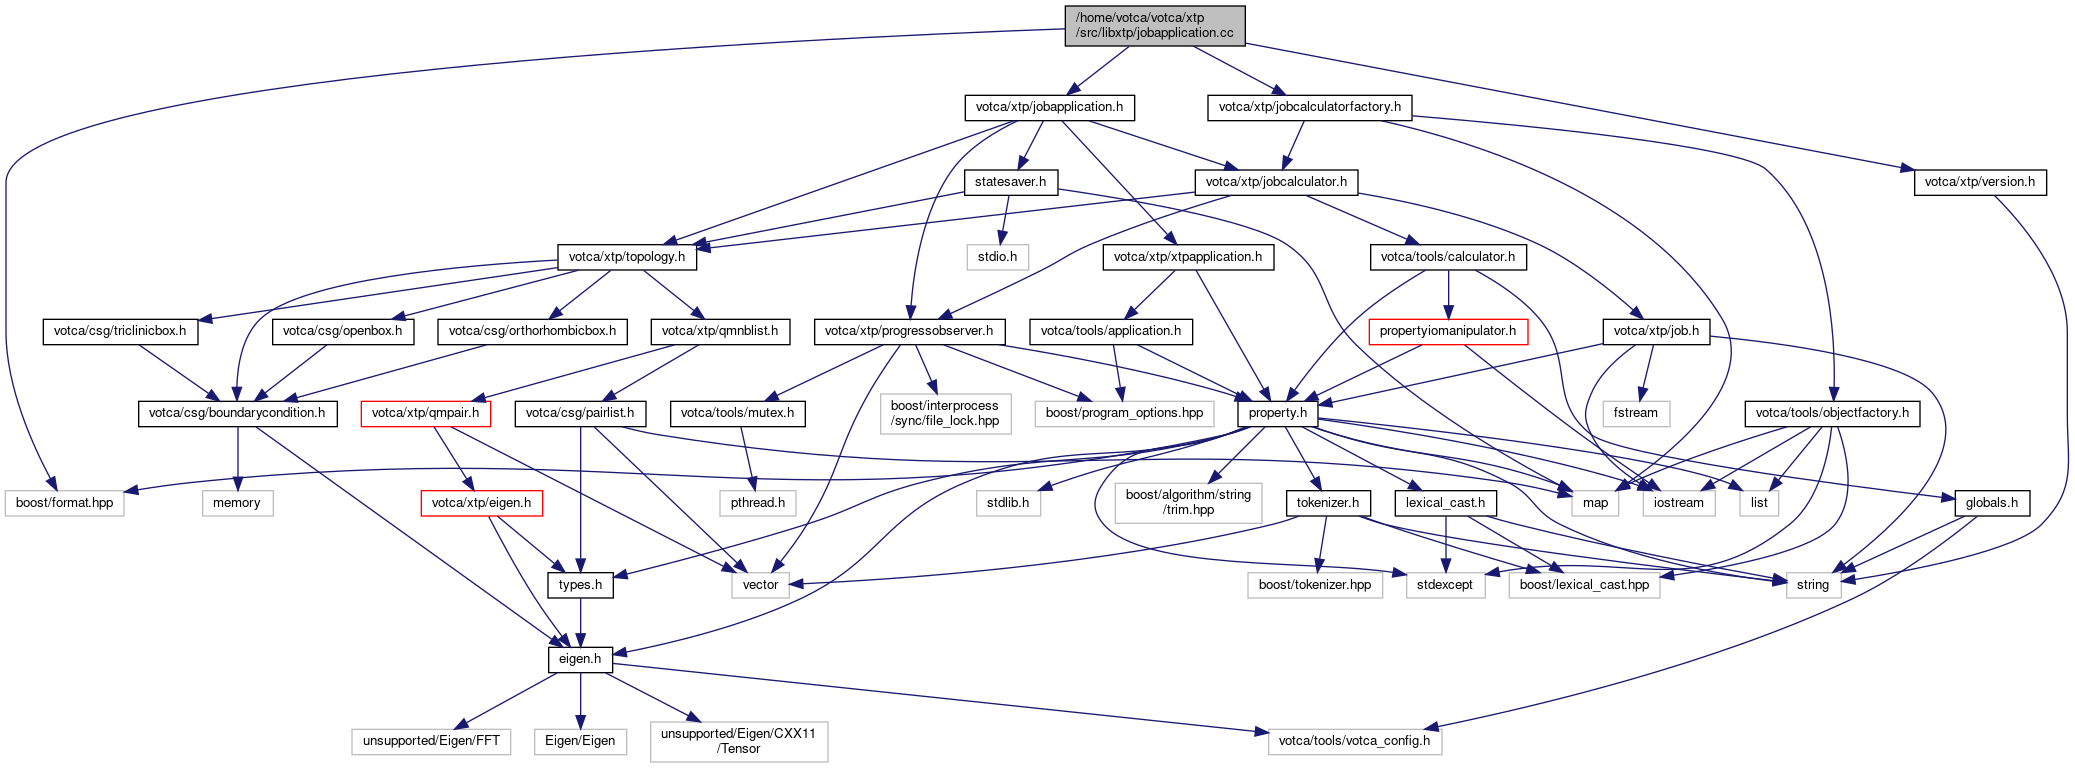 /home/votca/votca/xtp
/src/libxtp/jobapplication.cc
votca/xtp/jobapplication.h
votca/xtp/jobcalculatorfactory.h
statesaver.h
votca/xtp/jobcalculator.h
votca/xtp/version.h
votca/xtp/topology.h
stdio.h
votca/xtp/xtpapplication.h
votca/tools/calculator.h
votca/csg/triclinicbox.h
votca/csg/openbox.h
votca/csg/orthorhombicbox.h
votca/xtp/qmnblist.h
votca/xtp/progressobserver.h
votca/tools/application.h
propertyiomanipulator.h
votca/xtp/job.h
votca/csg/boundarycondition.h
votca/xtp/qmpair.h
votca/csg/pairlist.h
votca/tools/mutex.h
boost/interprocess
/sync/file_lock.hpp
boost/program_options.hpp
property.h
fstream
votca/tools/objectfactory.h
boost/format.hpp
memory
votca/xtp/eigen.h
pthread.h
stdlib.h
boost/algorithm/string
/trim.hpp
tokenizer.h
lexical_cast.h
map
iostream
list
globals.h
types.h
vector
boost/tokenizer.hpp
stdexcept
boost/lexical_cast.hpp
string
eigen.h
unsupported/Eigen/FFT
Eigen/Eigen
unsupported/Eigen/CXX11
/Tensor
votca/tools/votca_config.h